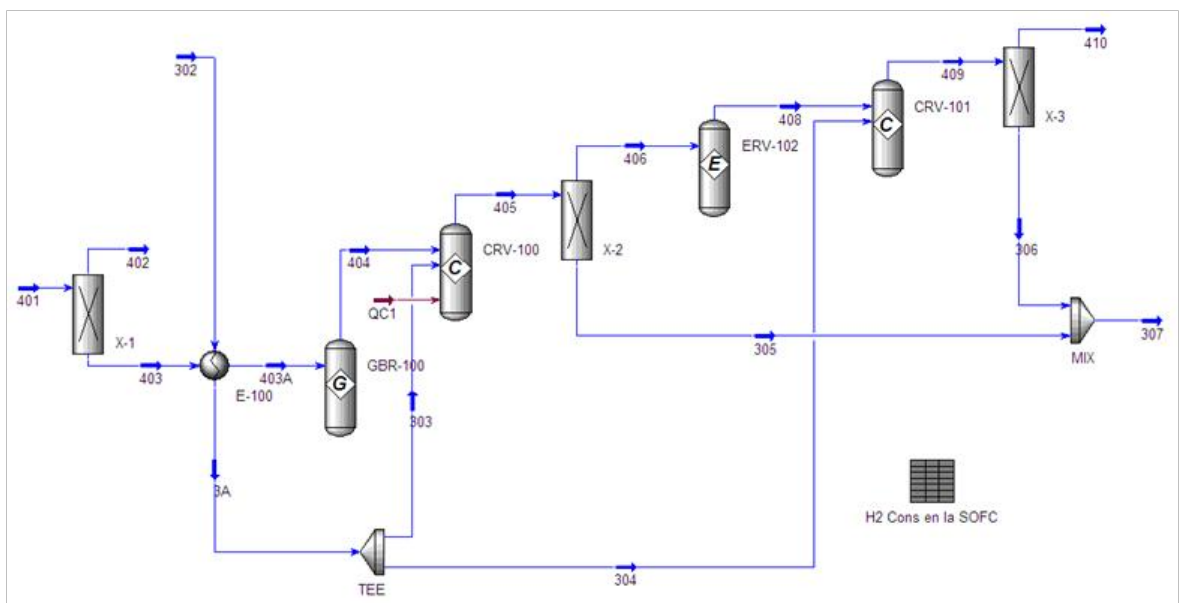 410
302
409
CRV-101
408
X-3
ERV-102
406
405
X-2
CRV-100
404
402
306
401
QC1
X-1
305
307
GBR-100
MIX
403
403A
E-100
303
3A
H2 Cons en la SOFC
304
TEE
C
E
C
G